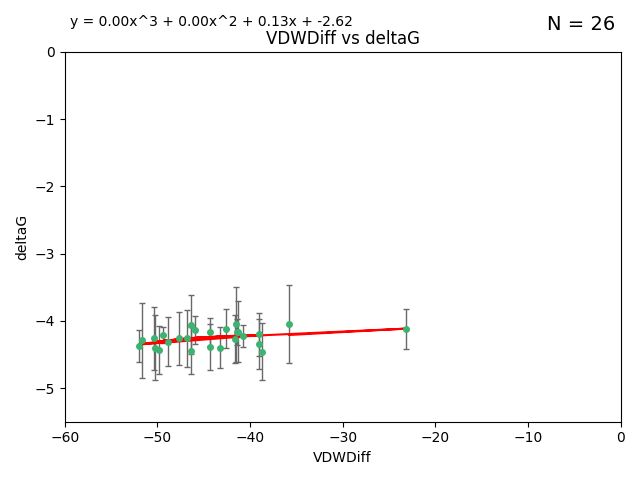 y = 0.00x^3 + 0.00x^2 + 0.13x + -2.62
N = 26
VDWDiff vs deltaG
0
−1
−2
−3
−4
−5
deltaG
−60 −50 −40 −30 −20 −10 0
VDWDiff